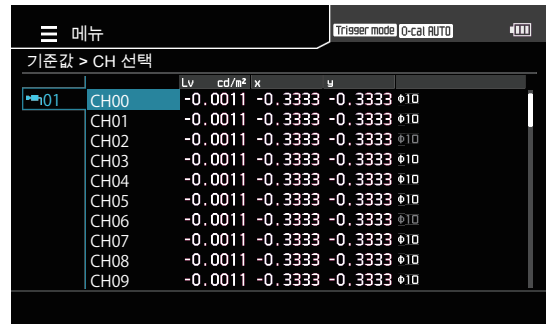 메뉴 Trigger mode 0-cal AUTO
기준값 > CH 선택
Lv cd/m² x y
01 CH00 -0.0011 -0.3333 -0.3333 Φ10
CH01 -0.0011 -0.3333 -0.3333 Φ10
CH02 -0.0011 -0.3333 -0.3333 Φ10
CH03 -0.0011 -0.3333 -0.3333 Φ10
CH04 -0.0011 -0.3333 -0.3333 Φ10
CH05 -0.0011 -0.3333 -0.3333 Φ10
CH06 -0.0011 -0.3333 -0.3333 Φ10
CH07 -0.0011 -0.3333 -0.3333 Φ10
CH08 -0.0011 -0.3333 -0.3333 Φ10
CH09 -0.0011 -0.3333 -0.3333 Φ10